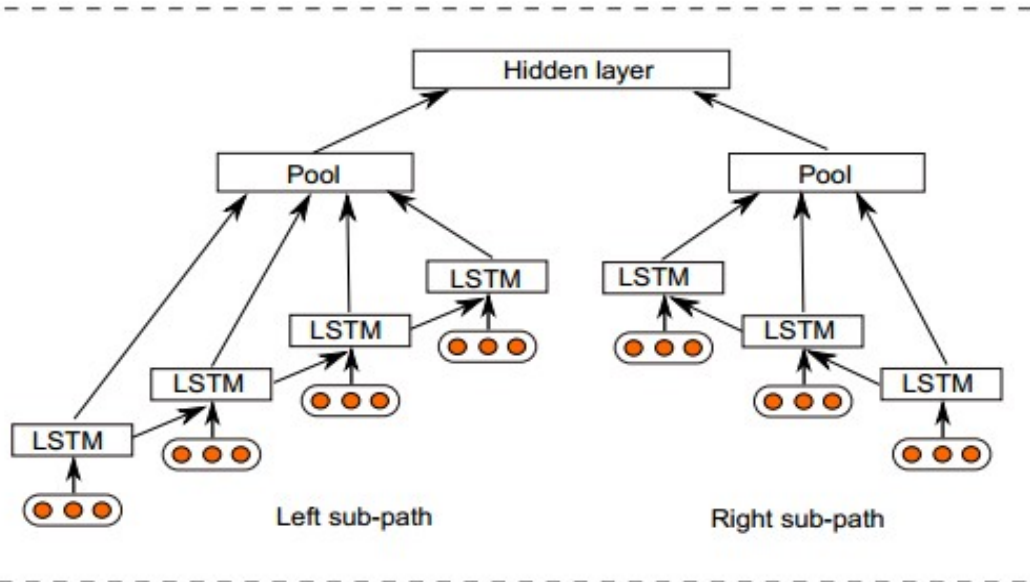 Hidden layer
Pool
Pool
LSTM
LSTM
LSTM
LSTM
LSTM
LSTM
LSTM
Left sub-path
Right sub-path